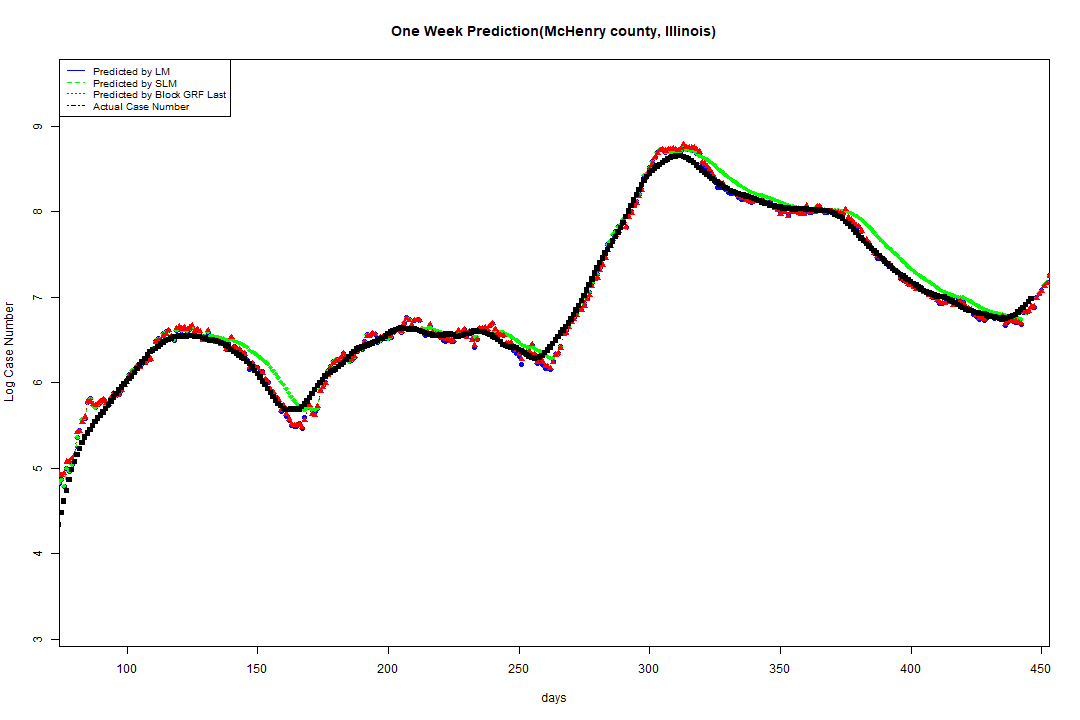 One Week Prediction(McHenry county, Illinois)
Predicted by LM
Predicted by SLM
Predicted by Block GRF Last
Actual Case Number
9
8
7
6
5
4
3
Log Case Number
100 150 200 250 300 350 400 450
days